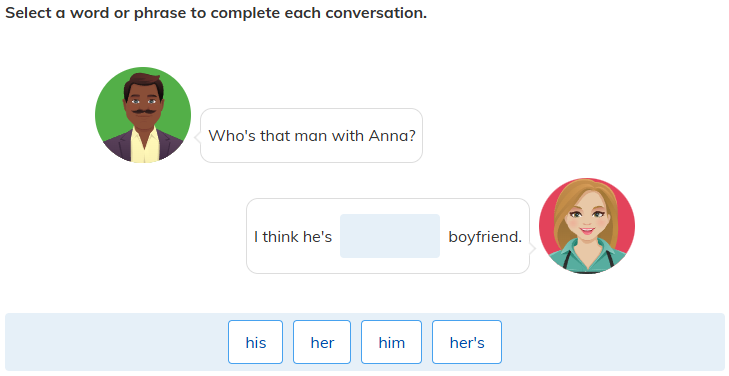 Select a word or phrase to complete each conversation.
Who's that man with Anna?
I think he's boyfriend.
his her him her's